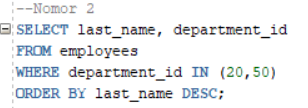 --Nomor 2
SELECT last_name, department_id
FROM employees
WHERE department_id IN (20,50)
ORDER BY last_name DESC;